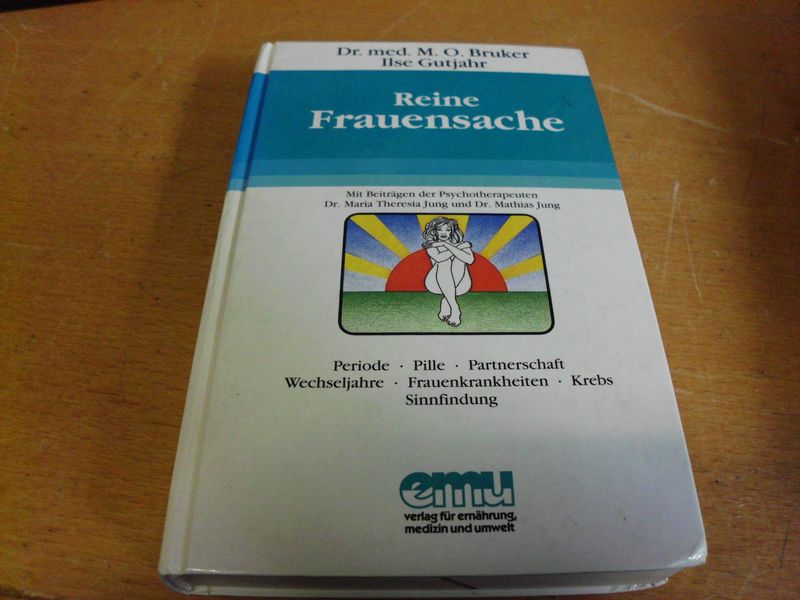 Dr. med. M. O. Bruker
Ilse Gutjahr
Reine
Frauensache
Mit Beiträgen der Psychotherapeuten
Dr. Maria Theresia Jung und Dr. Mathias Jung
Periode · Pille · Partnerschaft
Wechseljahre · Frauenkrankheiten · Krebs
Sinnfindung
emu
verlag für ernährung,
medizin und umwelt